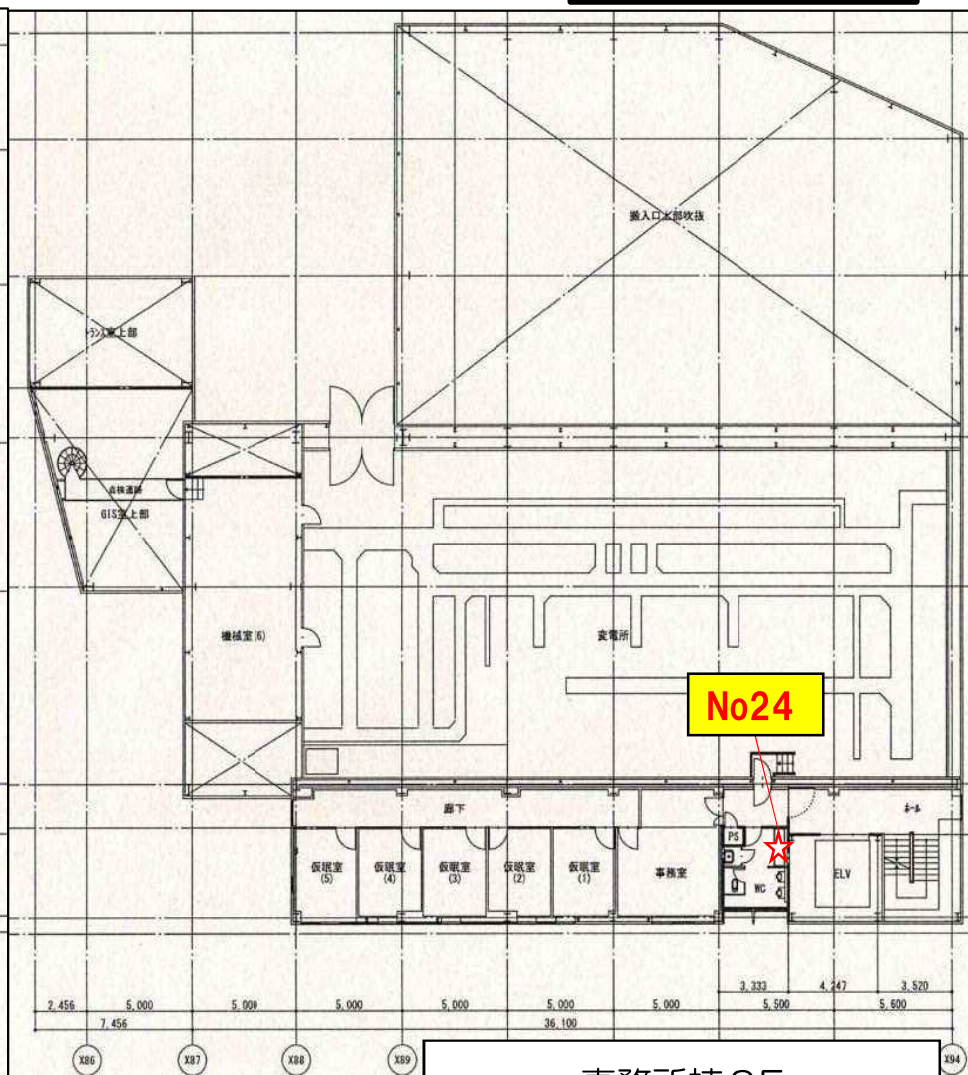 搬入口上部吹抜
トランス室上部
点検通路
GIS室上部
機械室(6)
変電所
No24
廊下
ホール
PS
仮眠室
(5)
仮眠室
(4)
仮眠室
(3)
仮眠室
(2)
仮眠室
(1)
事務室
WC
ELV
3,333
4,247
3,520
2,456
5,000
5,000
5,000
5,000
5,000
5,000
5,500
5,600
7,456
36,100
X86
X87
X88
X89
X94